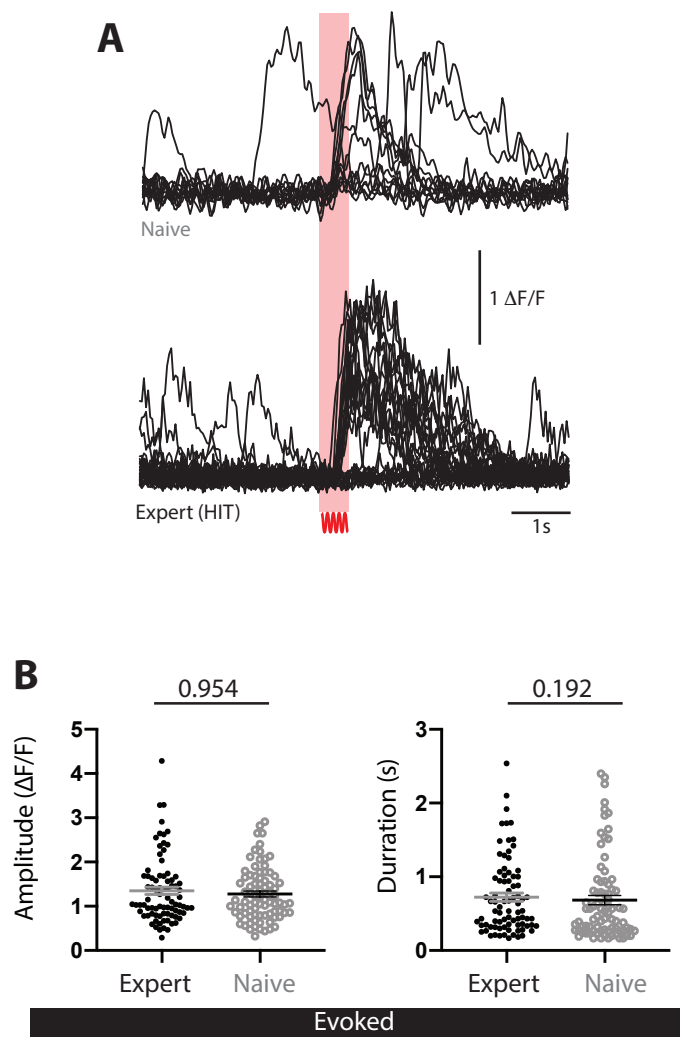 A
Naive
1 ΔF/F
Expert (HIT)
1s
B
0.954
0.192
Amplitude (ΔF/F)
5
4
3
2
1
0
Expert
Naive
Durration (s)
3
2
1
0
Expert
Naive
Evoked